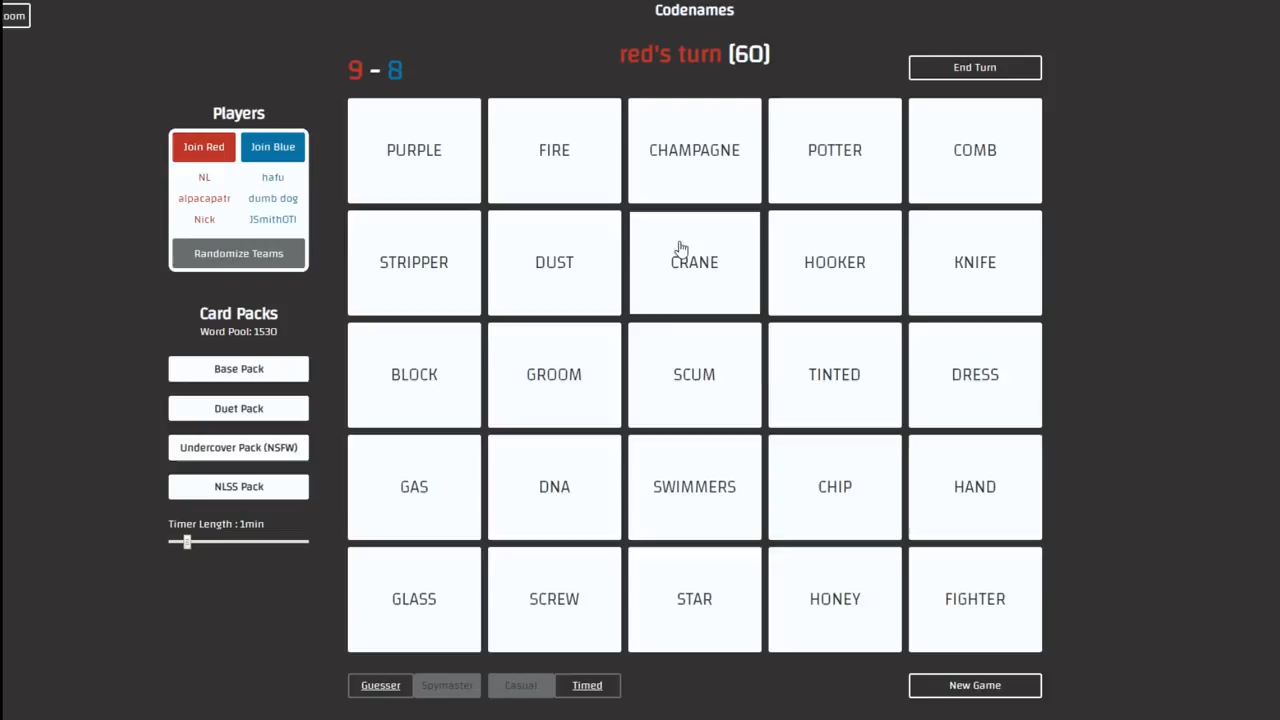 oom
Codenames
red's turn (60)
9 - 8
End Turn
Players
Join Red
Join Blue
NL
hafu
alpacapatr
dumb dog
Nick
JSmithOTI
Randomize Teams
Card Packs
Word Pool: 1530
Base Pack
Duet Pack
Undercover Pack (NSFW)
NLSS Pack
Timer Length : 1min
PURPLE
FIRE
CHAMPAGNE
POTTER
COMB
STRIPPER
DUST
CRANE
HOOKER
KNIFE
BLOCK
GROOM
SCUM
TINTED
DRESS
GAS
DNA
SWIMMERS
CHIP
HAND
GLASS
SCREW
STAR
HONEY
FIGHTER
Guesser
Spymaster
Casual
Timed
New Game